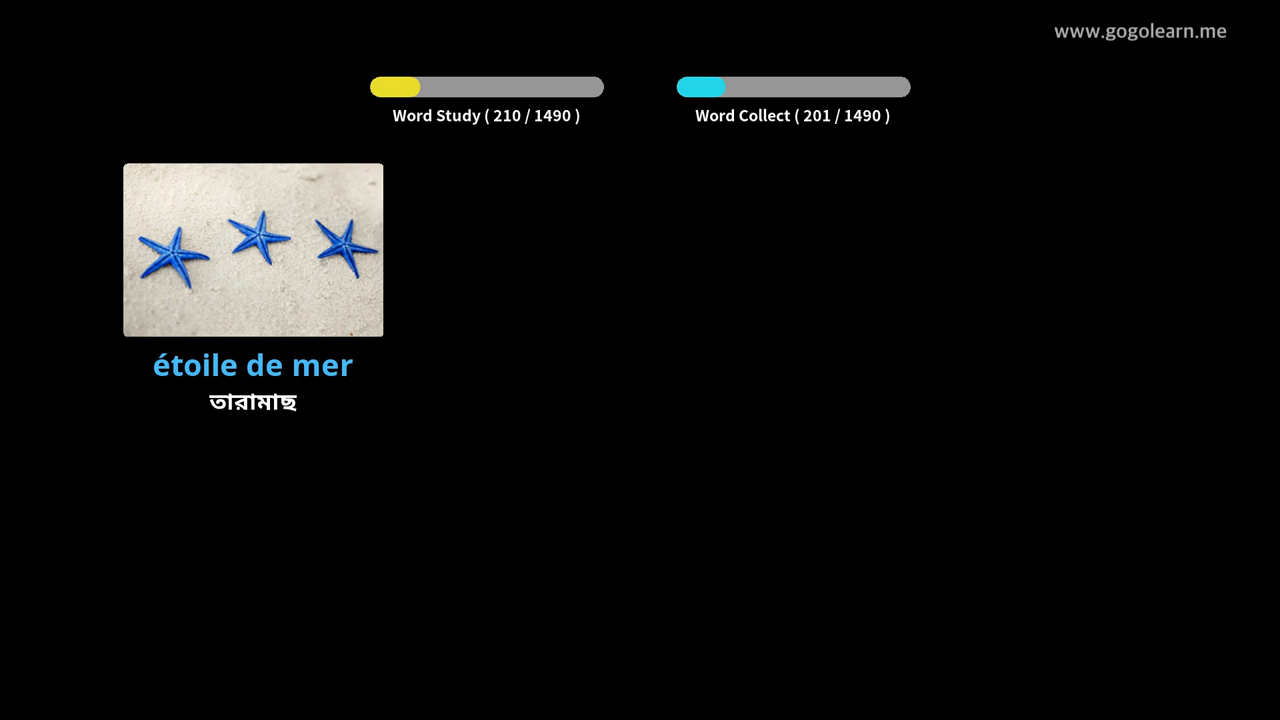 www.gogolearn.me
Word Study ( 210 / 1490 )
Word Collect ( 201 / 1490 )
étoile de mer
তারামাছ